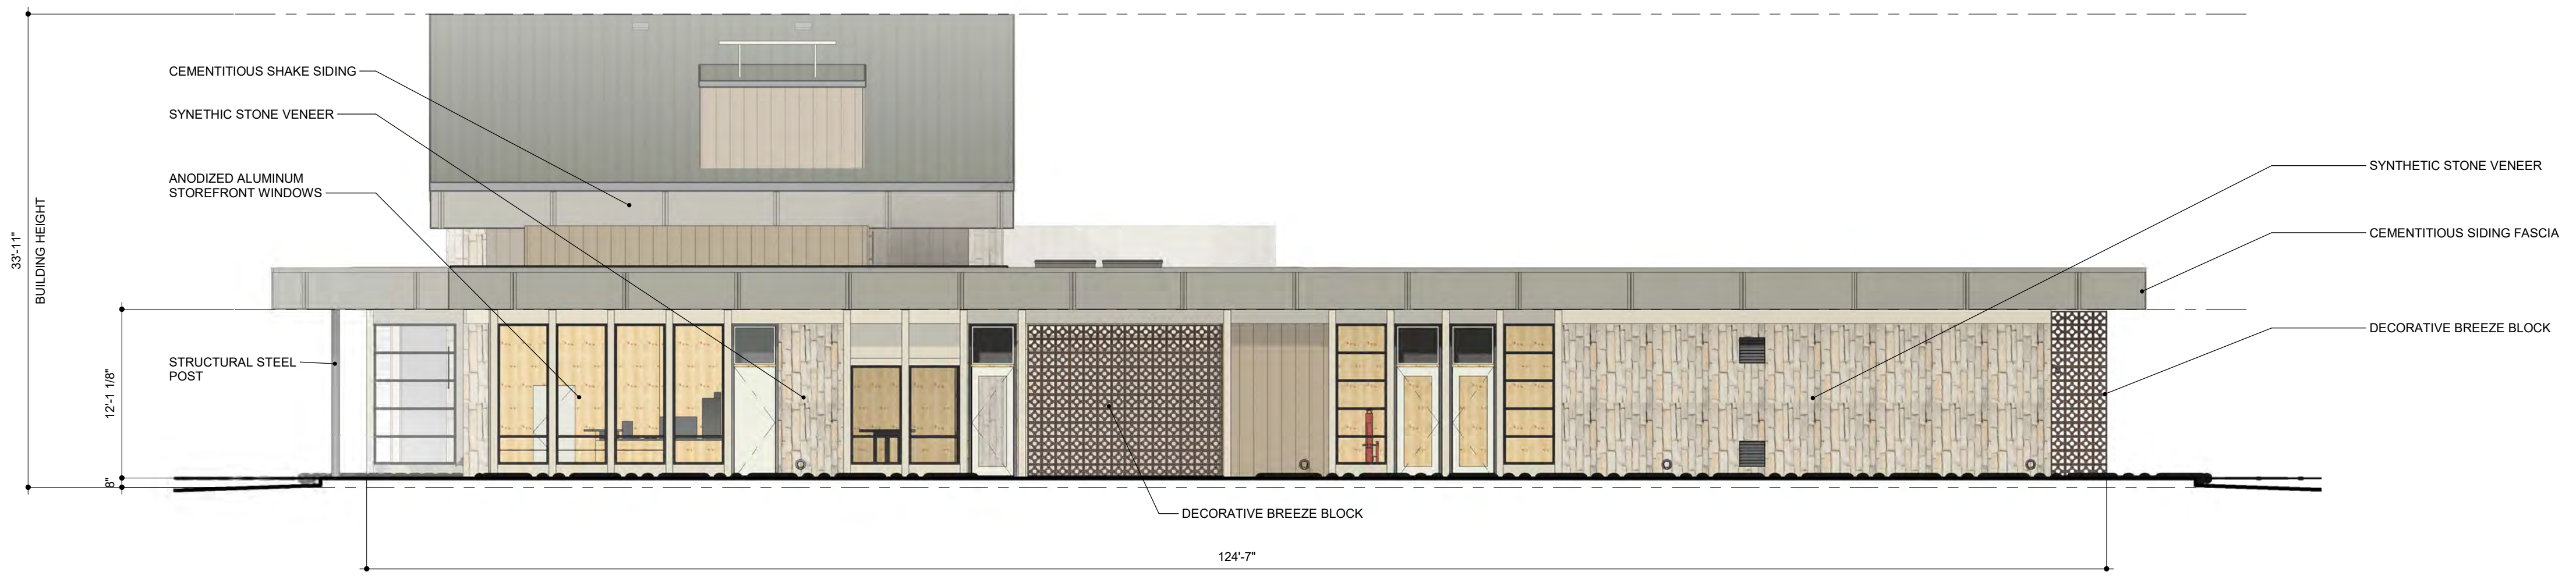 CEMENTITIOUS SHAKE SIDING
SYNETHIC STONE VENEER
ANODIZED ALUMINUM
STOREFRONT WINDOWS
33'-11"
BUILDING HEIGHT
STRUCTURAL STEEL
POST
12'-1 1/8"
8"
SYNTHETIC STONE VENEER
CEMENTITIOUS SIDING FASCIA
DECORATIVE BREEZE BLOCK
DECORATIVE BREEZE BLOCK
124'-7"